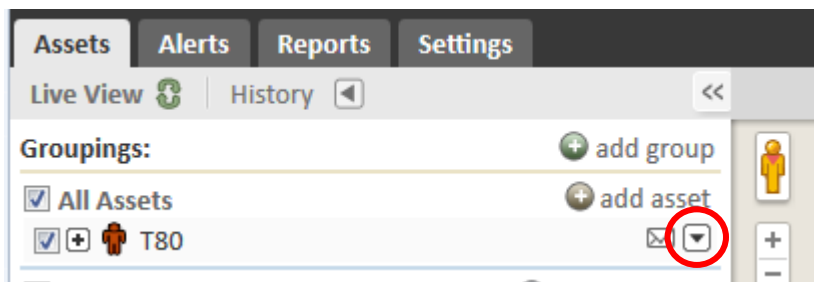 Assets Alerts Reports Settings
Live View History
<<
Groupings: add group
All Assets add asset
T80
+
−